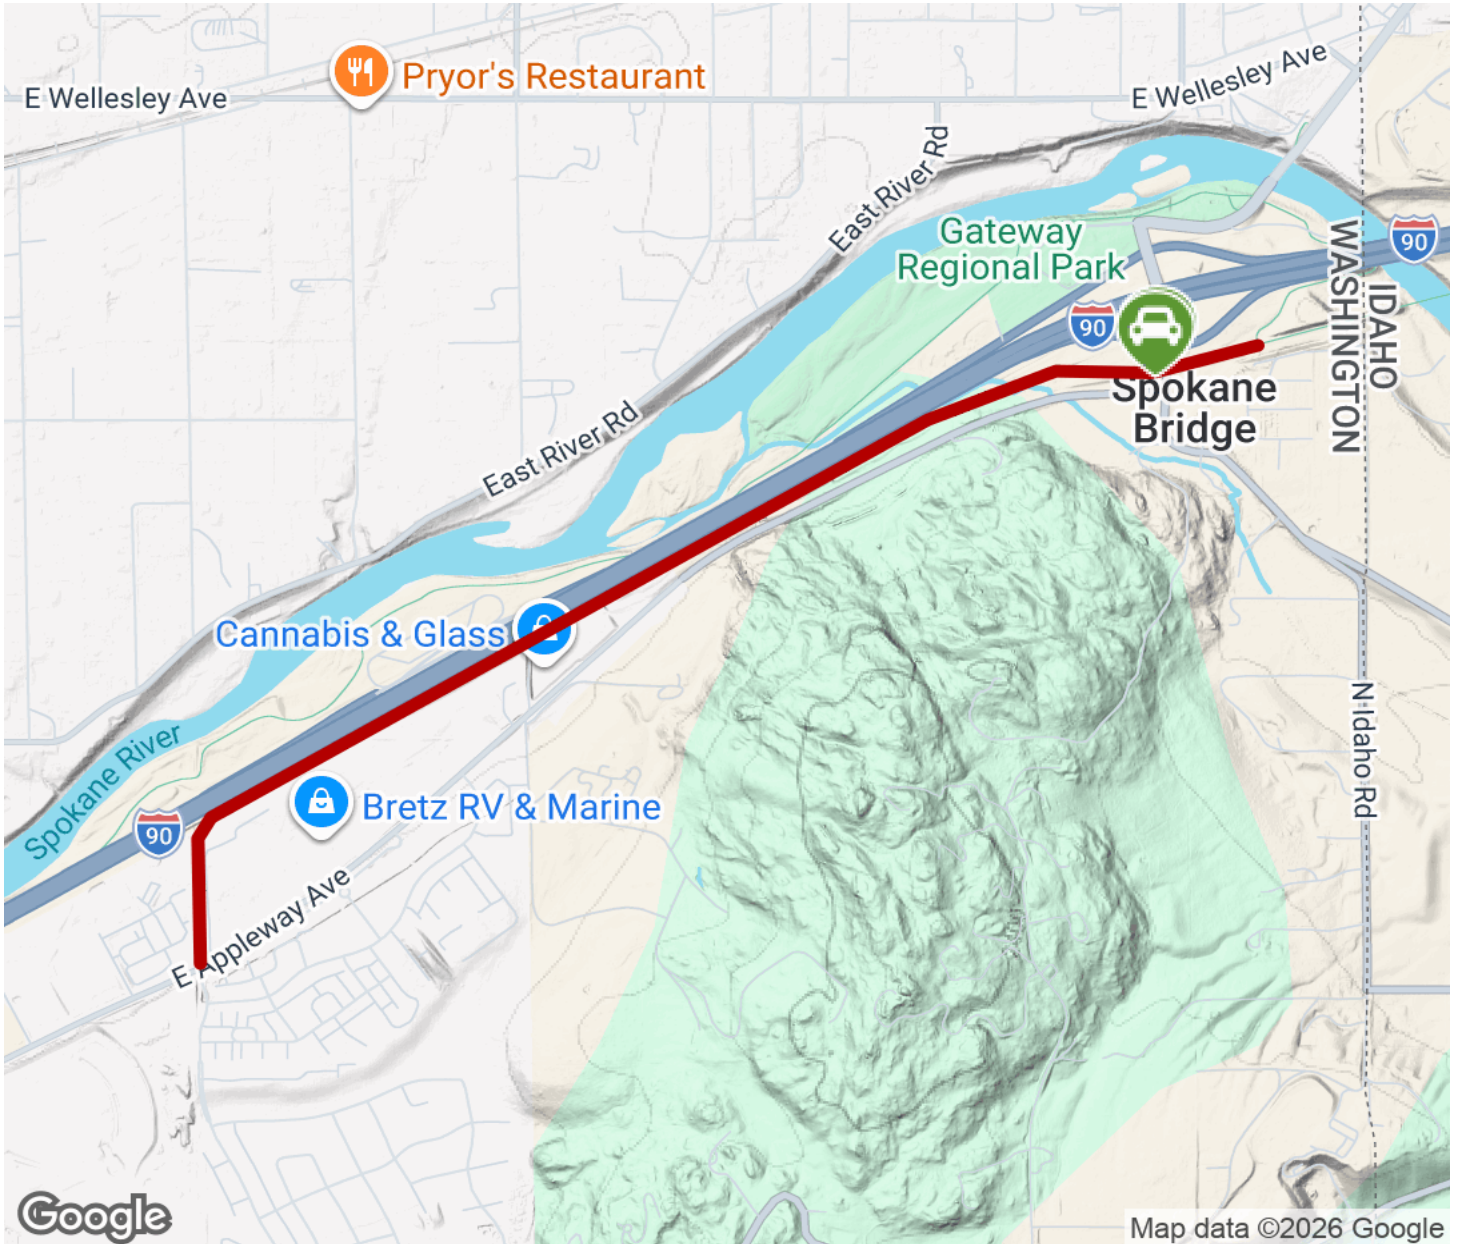 Pryor's Restaurant
E Wellesley Ave
E Wellesley Ave
East River Rd
Gateway
Regional Park
90
90
WASHINGTON
IDAHO
Spokane
Bridge
East River Rd
Cannabis & Glass
N Idaho Rd
Spokane River
Bretz RV & Marine
90
E Appleway Ave
Google
Map data ©2026 Google